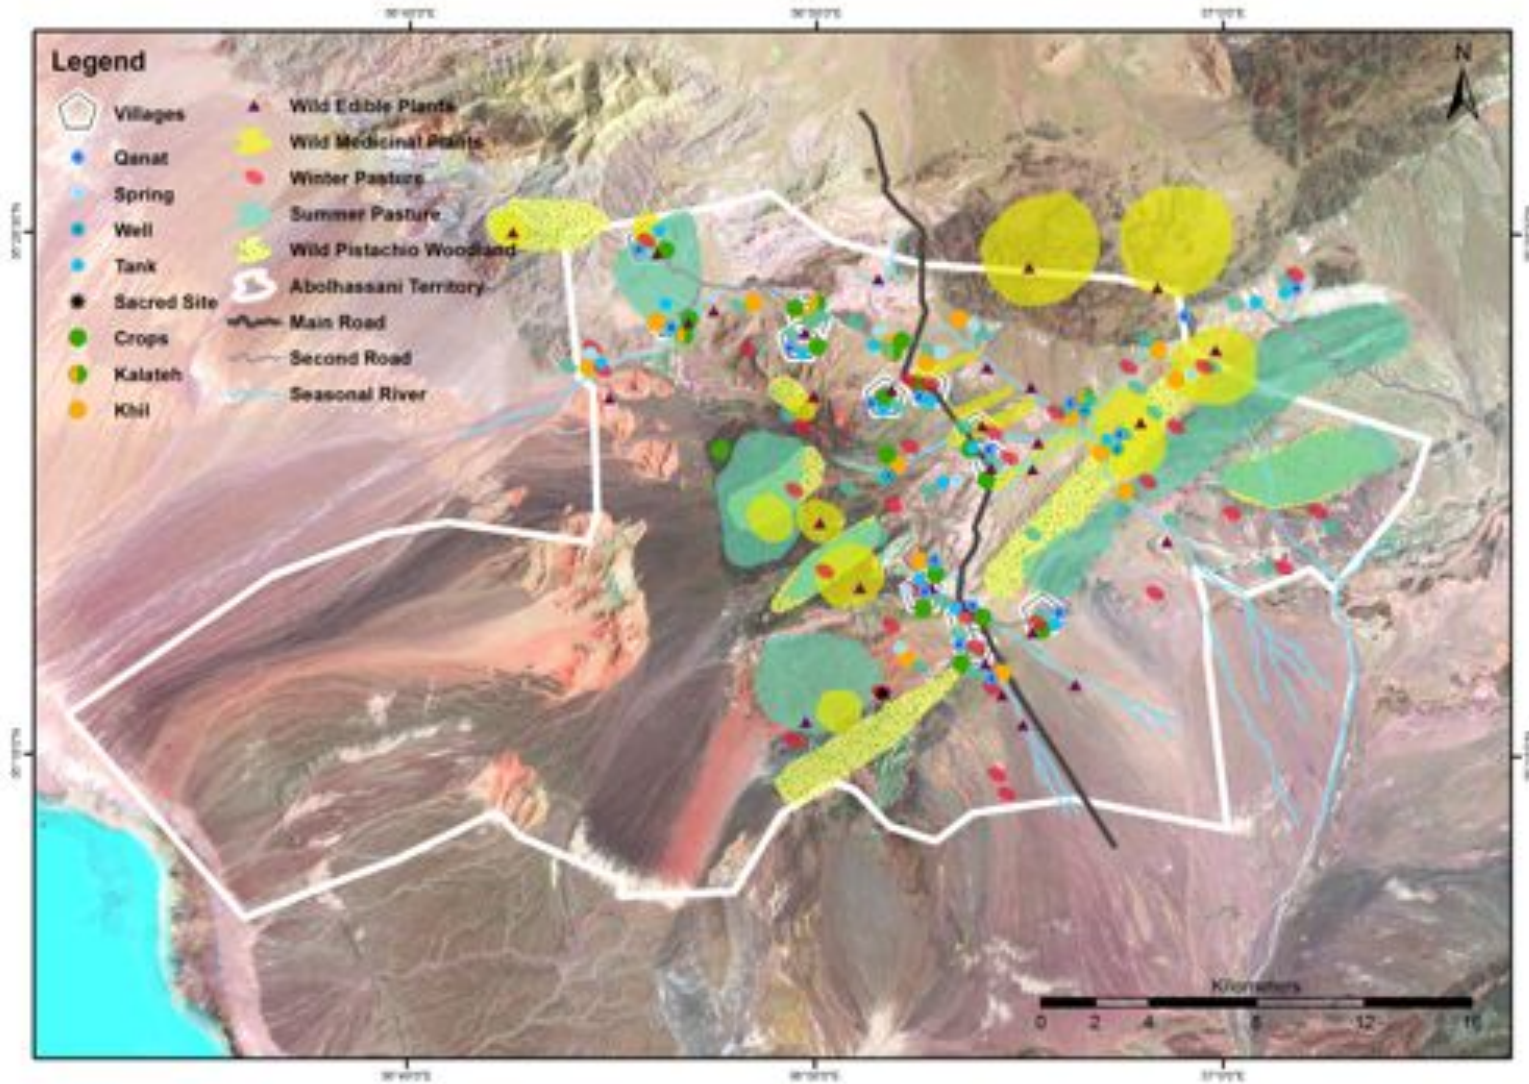 Legend
Villages
Qanat
Spring
Well
Tank
Sacred Site
Crops
Kalateh
Khil
Wild Edible Plants
Wild Medicinal Plants
Winter Pasture
Summer Pasture
Wild Pistachio Woodland
Abolhassani Territory
Main Road
Second Road
Seasonal River
N
Kilometers
0 2 4 8 12 16